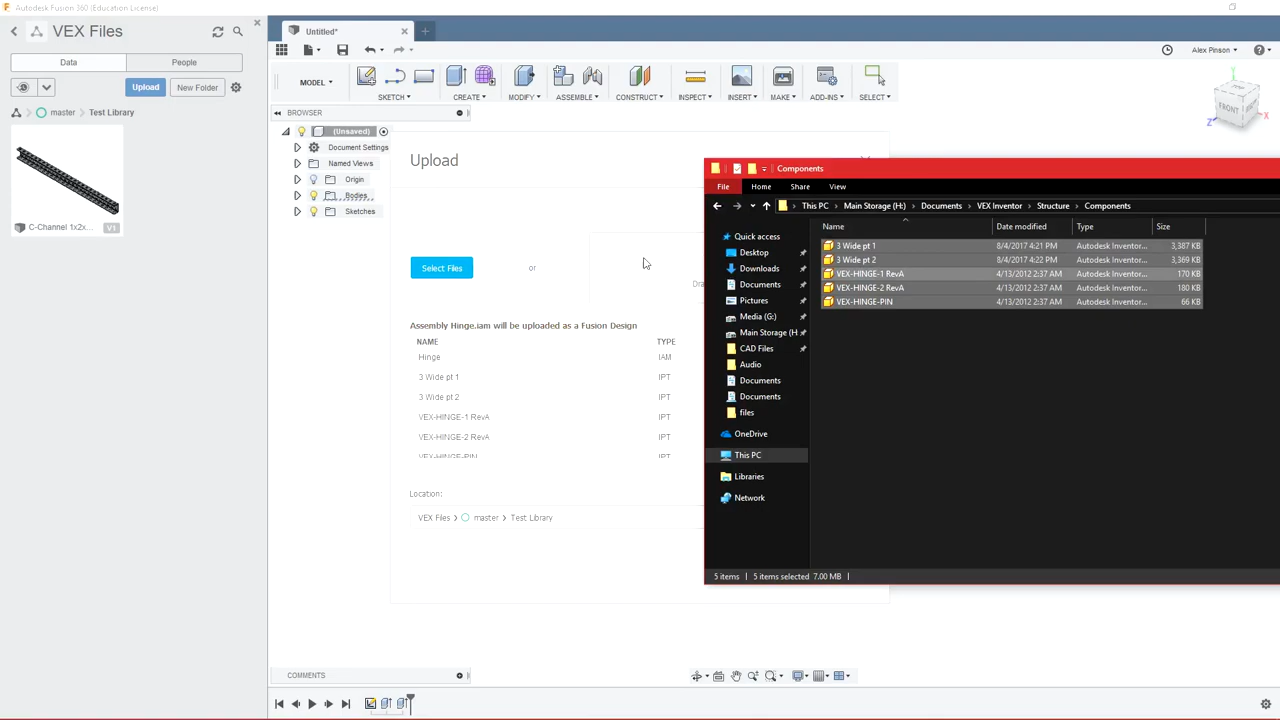 Autodesk Fusion 360 (Education License)
VEX Files
Data
People
Upload
New Folder
master
Test Library
C-Channel 1x2x...
V1
Untitled*
Alex Pinson
MODEL
SKETCH
CREATE
MODIFY
ASSEMBLE
CONSTRUCT
INSPECT
INSERT
MAKE
ADD-INS
SELECT
FRONT
Y
X
Z
BROWSER
(Unsaved)
Document Settings
Named Views
Origin
Bodies
Sketches
Upload
Select Files
or
Dra
Assembly Hinge.iam will be uploaded as a Fusion Design
NAME TYPE
Hinge IAM
3 Wide pt 1 IPT
3 Wide pt 2 IPT
VEX-HINGE-1 RevA IPT
VEX-HINGE-2 RevA IPT
VEX-HINGE-PIN IPT
Location:
VEX Files > master > Test Library
Components
File Home Share View
This PC > Main Storage (H:) > Documents > VEX Inventor > Structure > Components
Name Date modified Type Size
3 Wide pt 1 8/4/2017 4:21 PM Autodesk Inventor... 3,387 KB
3 Wide pt 2 8/4/2017 4:22 PM Autodesk Inventor... 3,369 KB
VEX-HINGE-1 RevA 4/13/2012 2:37 AM Autodesk Inventor... 170 KB
VEX-HINGE-2 RevA 4/13/2012 2:37 AM Autodesk Inventor... 180 KB
VEX-HINGE-PIN 4/13/2012 2:37 AM Autodesk Inventor... 66 KB
Quick access
Desktop
Downloads
Documents
Pictures
Media (G:)
Main Storage (H
CAD Files
Audio
Documents
Documents
files
OneDrive
This PC
Libraries
Network
5 items 5 items selected 7.00 MB
COMMENTS